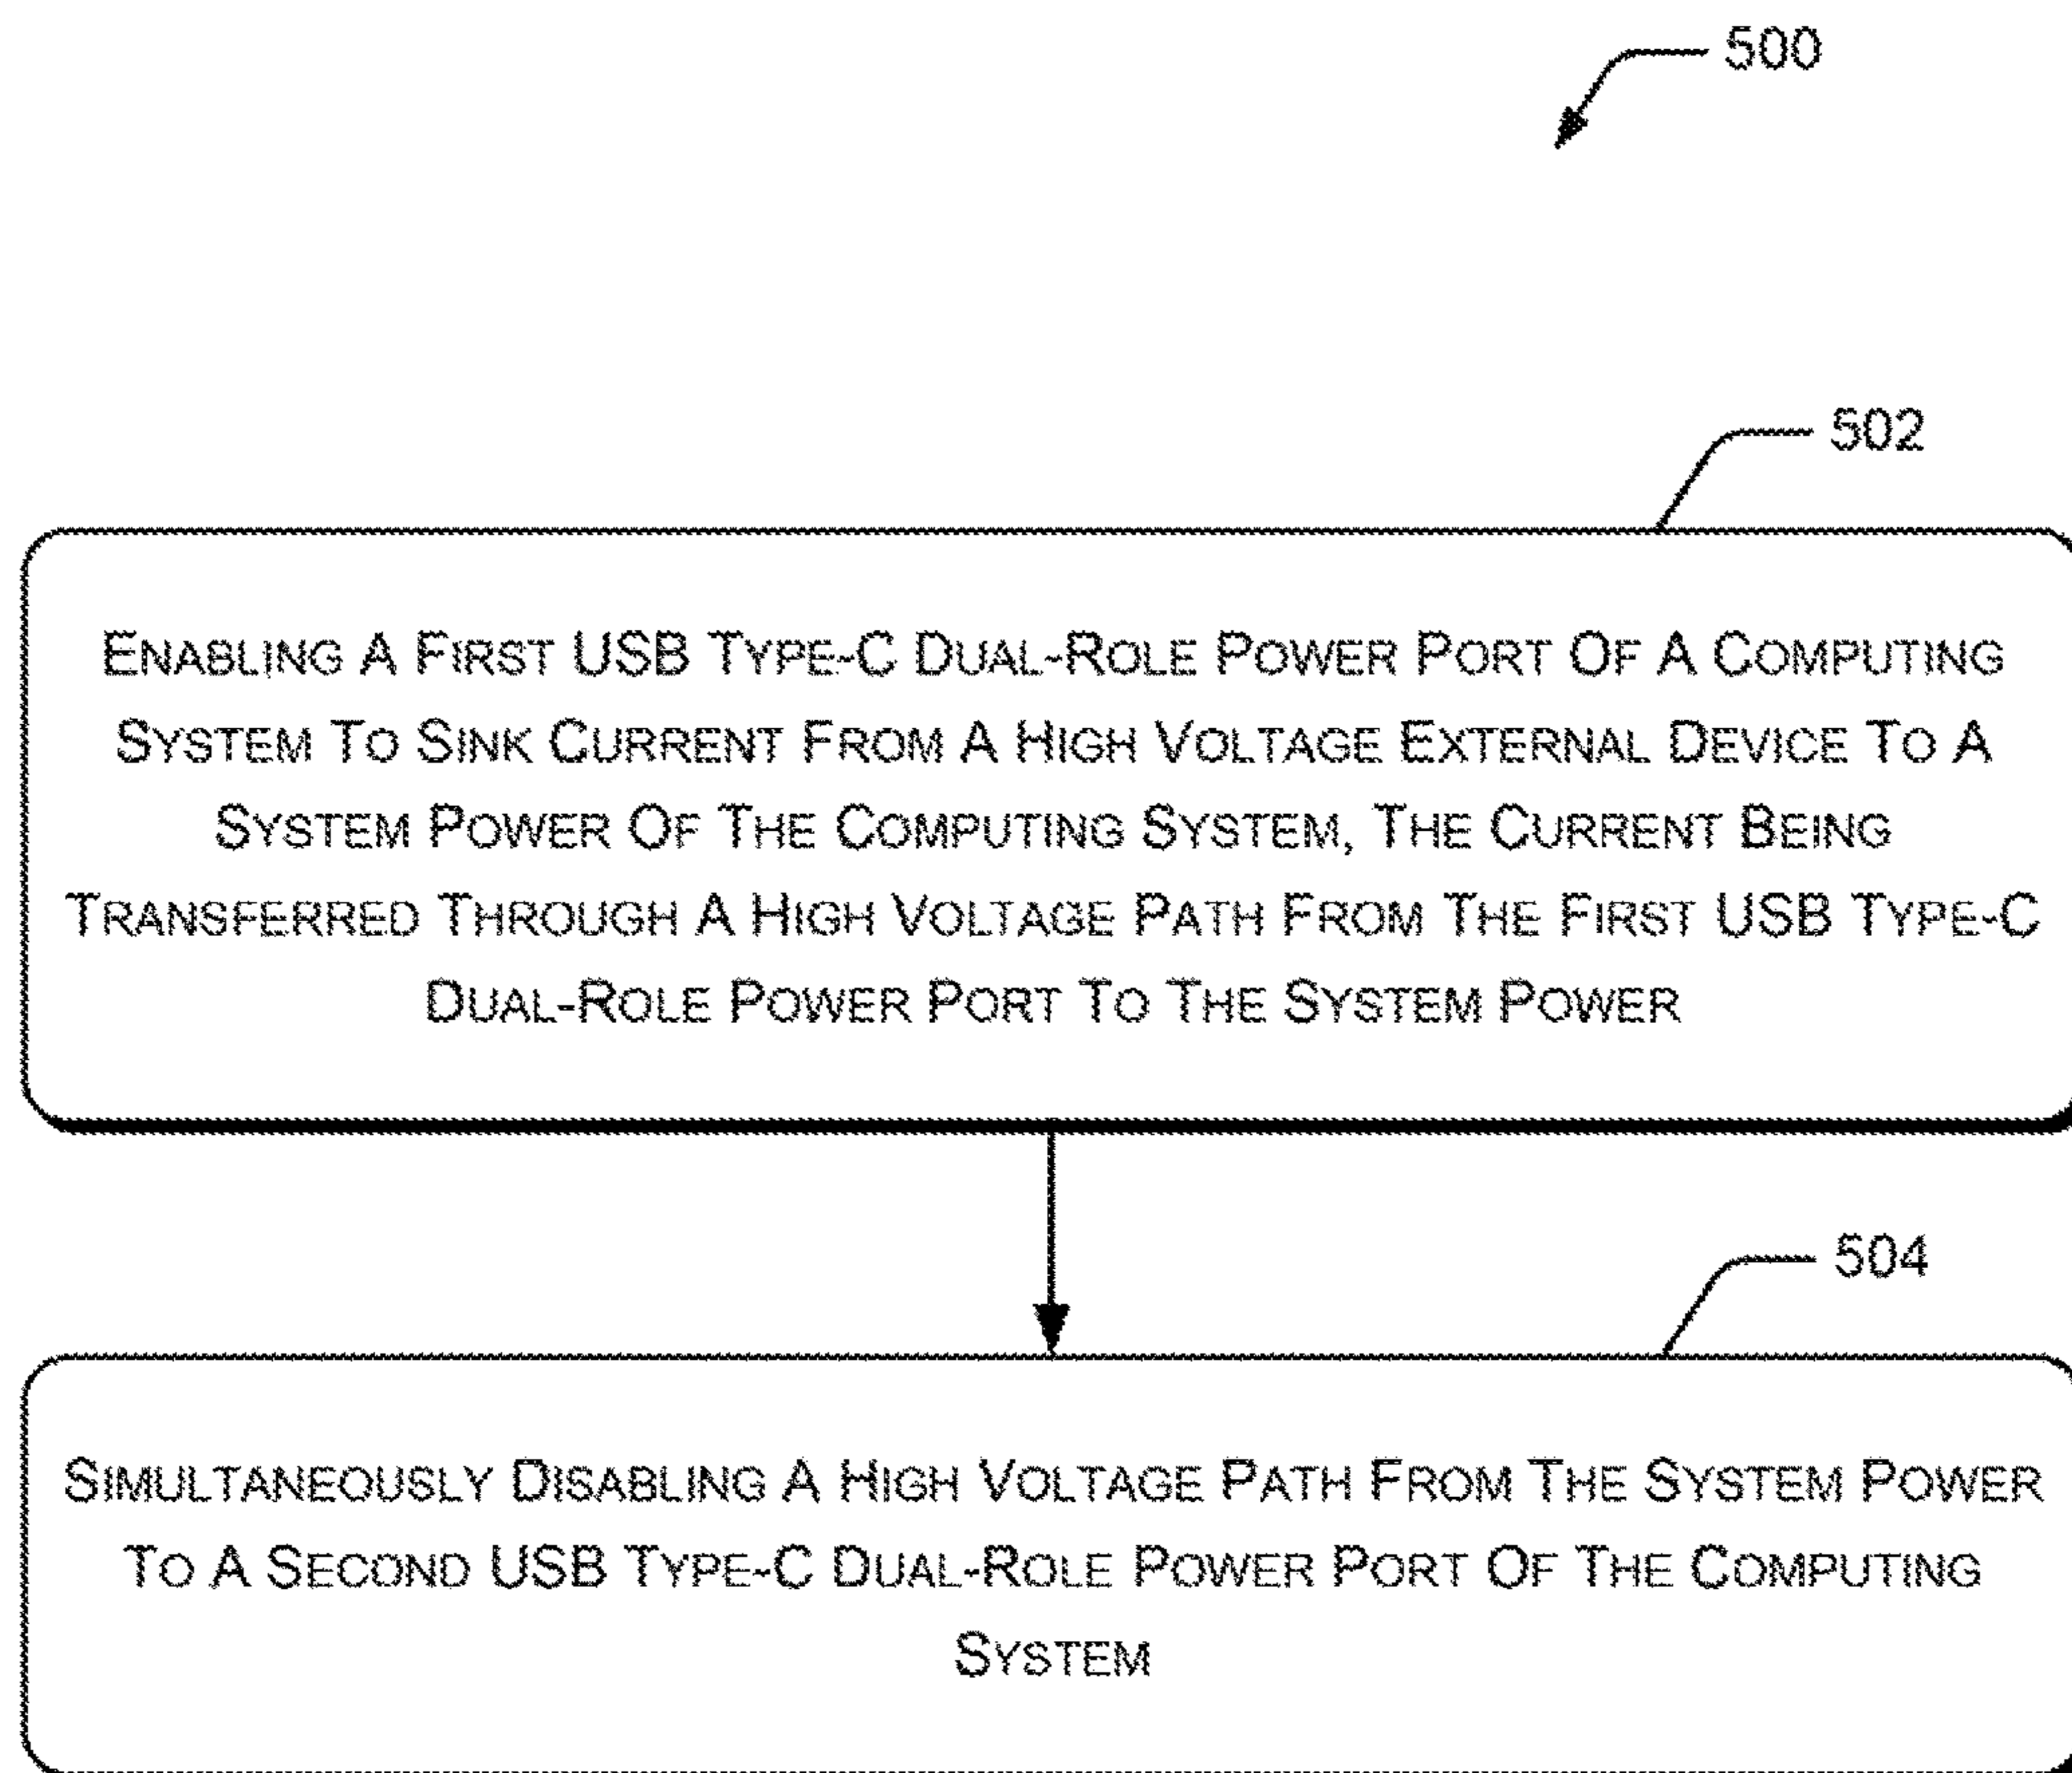 500
502
ENABLING A FIRST USB TYPE-C DUAL-ROLE POWER PORT OF A COMPUTING
SYSTEM TO SINK CURRENT FROM A HIGH VOLTAGE EXTERNAL DEVICE TO A
SYSTEM POWER OF THE COMPUTING SYSTEM, THE CURRENT BEING
TRANSFERRED THROUGH A HIGH VOLTAGE PATH FROM THE FIRST USB TYPE-C
DUAL-ROLE POWER PORT TO THE SYSTEM POWER
504
SIMULTANEOUSLY DISABLING A HIGH VOLTAGE PATH FROM THE SYSTEM POWER
TO A SECOND USB TYPE-C DUAL-ROLE POWER PORT OF THE COMPUTING
SYSTEM